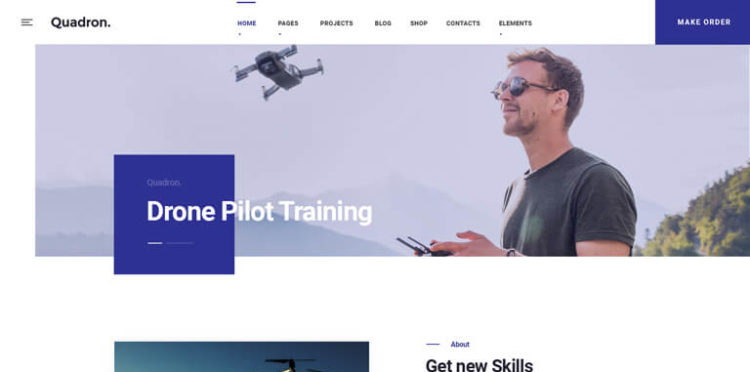 Quadron.
HOME
PAGES
PROJECTS
BLOG
SHOP
CONTACTS
ELEMENTS
MAKE ORDER
Quadron.
Drone Pilot Training
About
Get new Skills